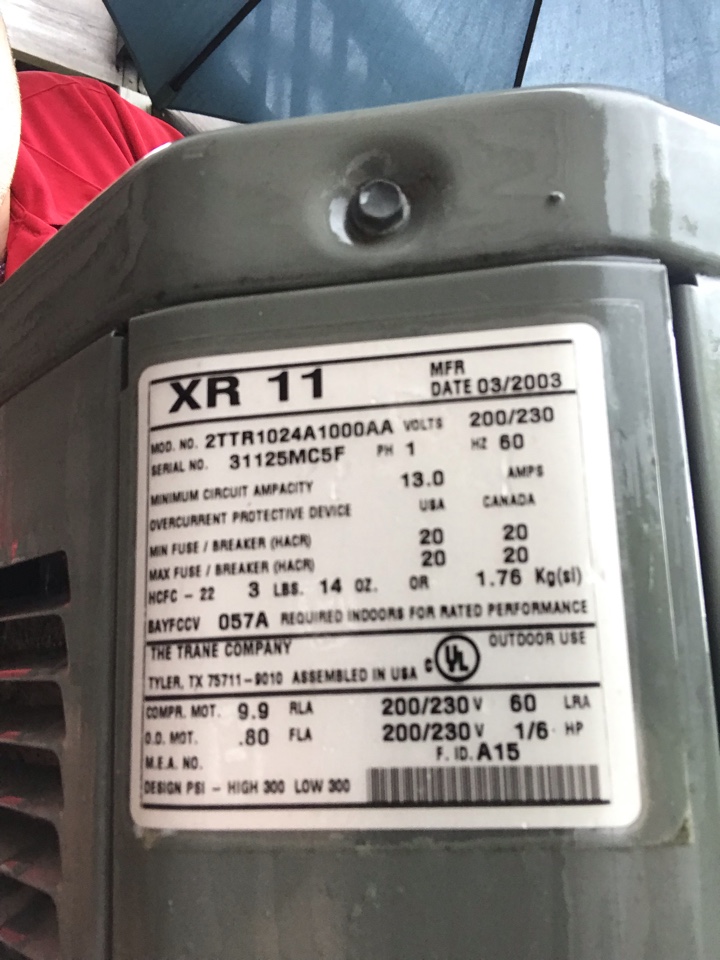 XR 11
MFR
DATE 03/2003
MOD. NO. 2TTR1024A1000AA VOLTS 200/230
SERIAL NO. 31125MC5F PH 1 HZ 60
MINIMUM CIRCUIT AMPACITY 13.0 AMPS
OVERCURRENT PROTECTIVE DEVICE USA CANADA
MIN FUSE / BREAKER (HACR) 20 20
MAX FUSE / BREAKER (HACR) 20 20
HCFC - 22 3 LBS. 14 OZ. OR 1.76 Kg(si)
BAYFCCV 057A REQUIRED INDOORS FOR RATED PERFORMANCE
THE TRANE COMPANY OUTDOOR USE
TYLER, TX 75711-9010 ASSEMBLED IN USA C UL
COMPR. MOT. 9.9 RLA 200/230 V 60 LRA
O.D. MOT. .80 FLA 200/230 V 1/6 HP
M.E.A. NO. F. ID. A15
DESIGN PSI - HIGH 300 LOW 300